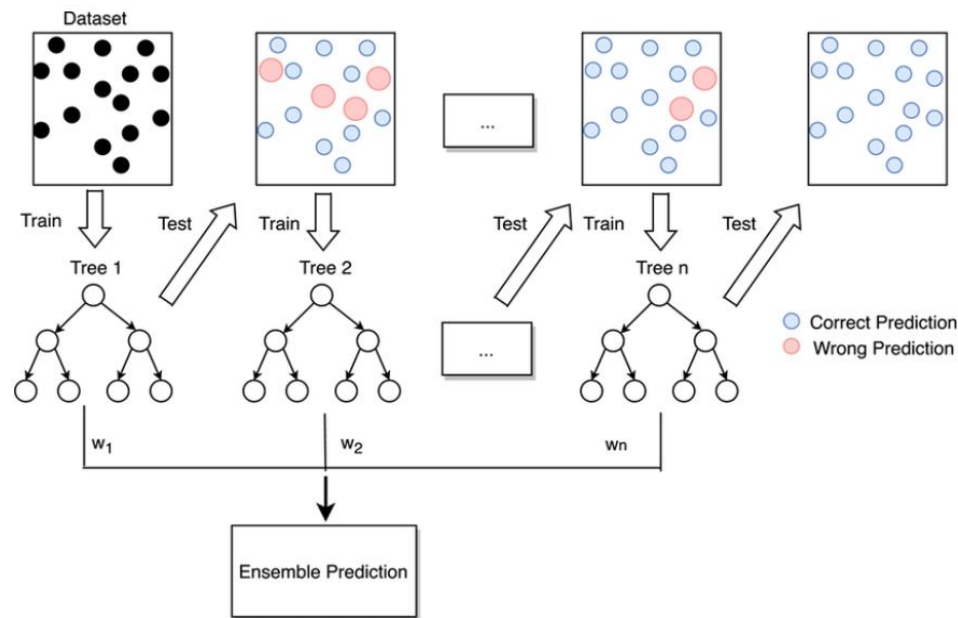 Dataset
...
Train
Test
Train
Test
Train
Test
Tree 1
Tree 2
Tree n
Correct Prediction
Wrong Prediction
...
w1
w2
wn
Ensemble Prediction